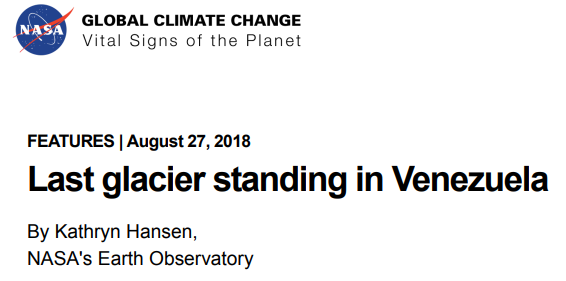 NASA
GLOBAL CLIMATE CHANGE
Vital Signs of the Planet
FEATURES | August 27, 2018
Last glacier standing in Venezuela
By Kathryn Hansen,
NASA's Earth Observatory